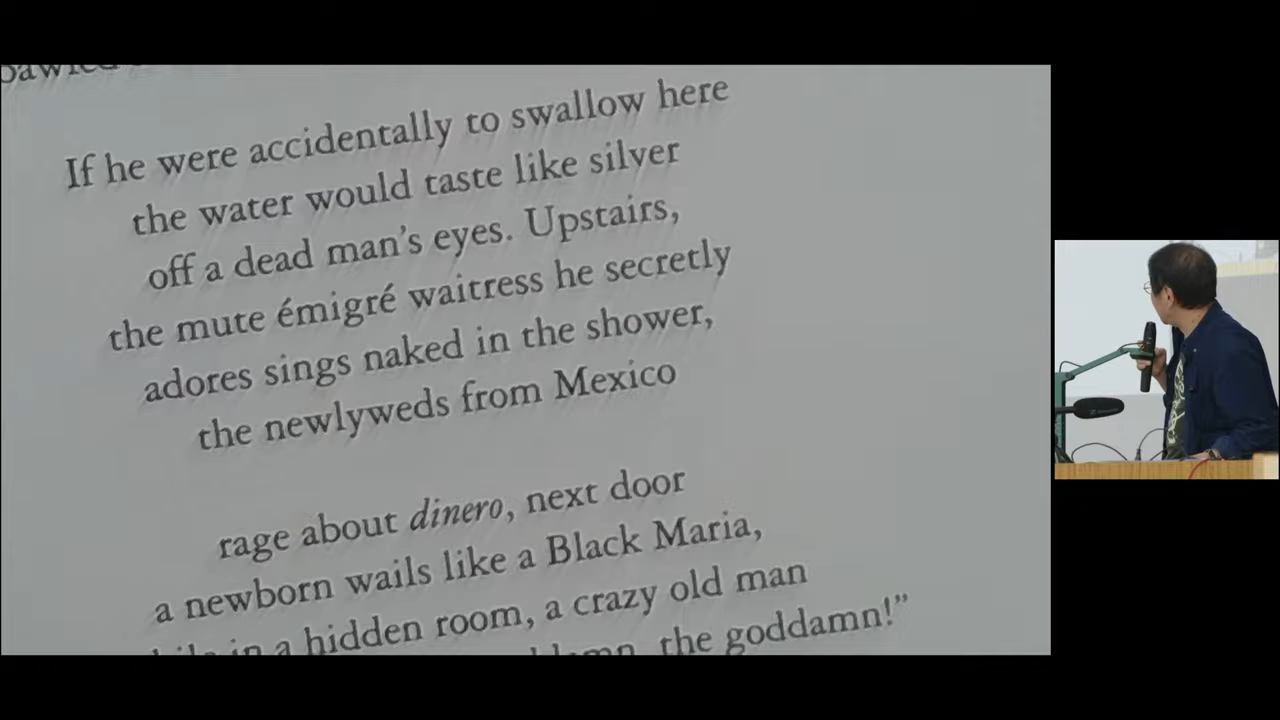 If he were accidentally to swallow here
the water would taste like silver
off a dead man's eyes. Upstairs,
the mute émigré waitress he secretly
adores sings naked in the shower,
the newlyweds from Mexico
rage about dinero, next door
a newborn wails like a Black Maria,
in a hidden room, a crazy old man
the goddamn!”